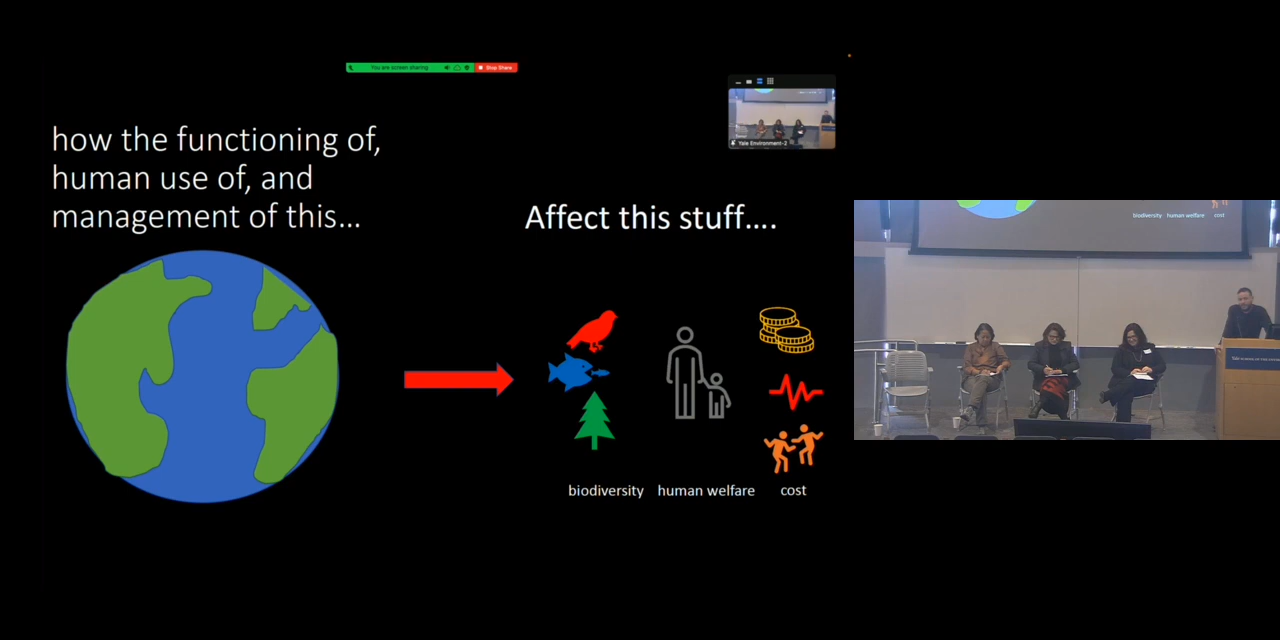 You are screen sharing
Stop Share
how the functioning of,
human use of, and
management of this...
Yale Environment-2
Affect this stuff....
biodiversity human welfare cost
biodiversity human welfare cost